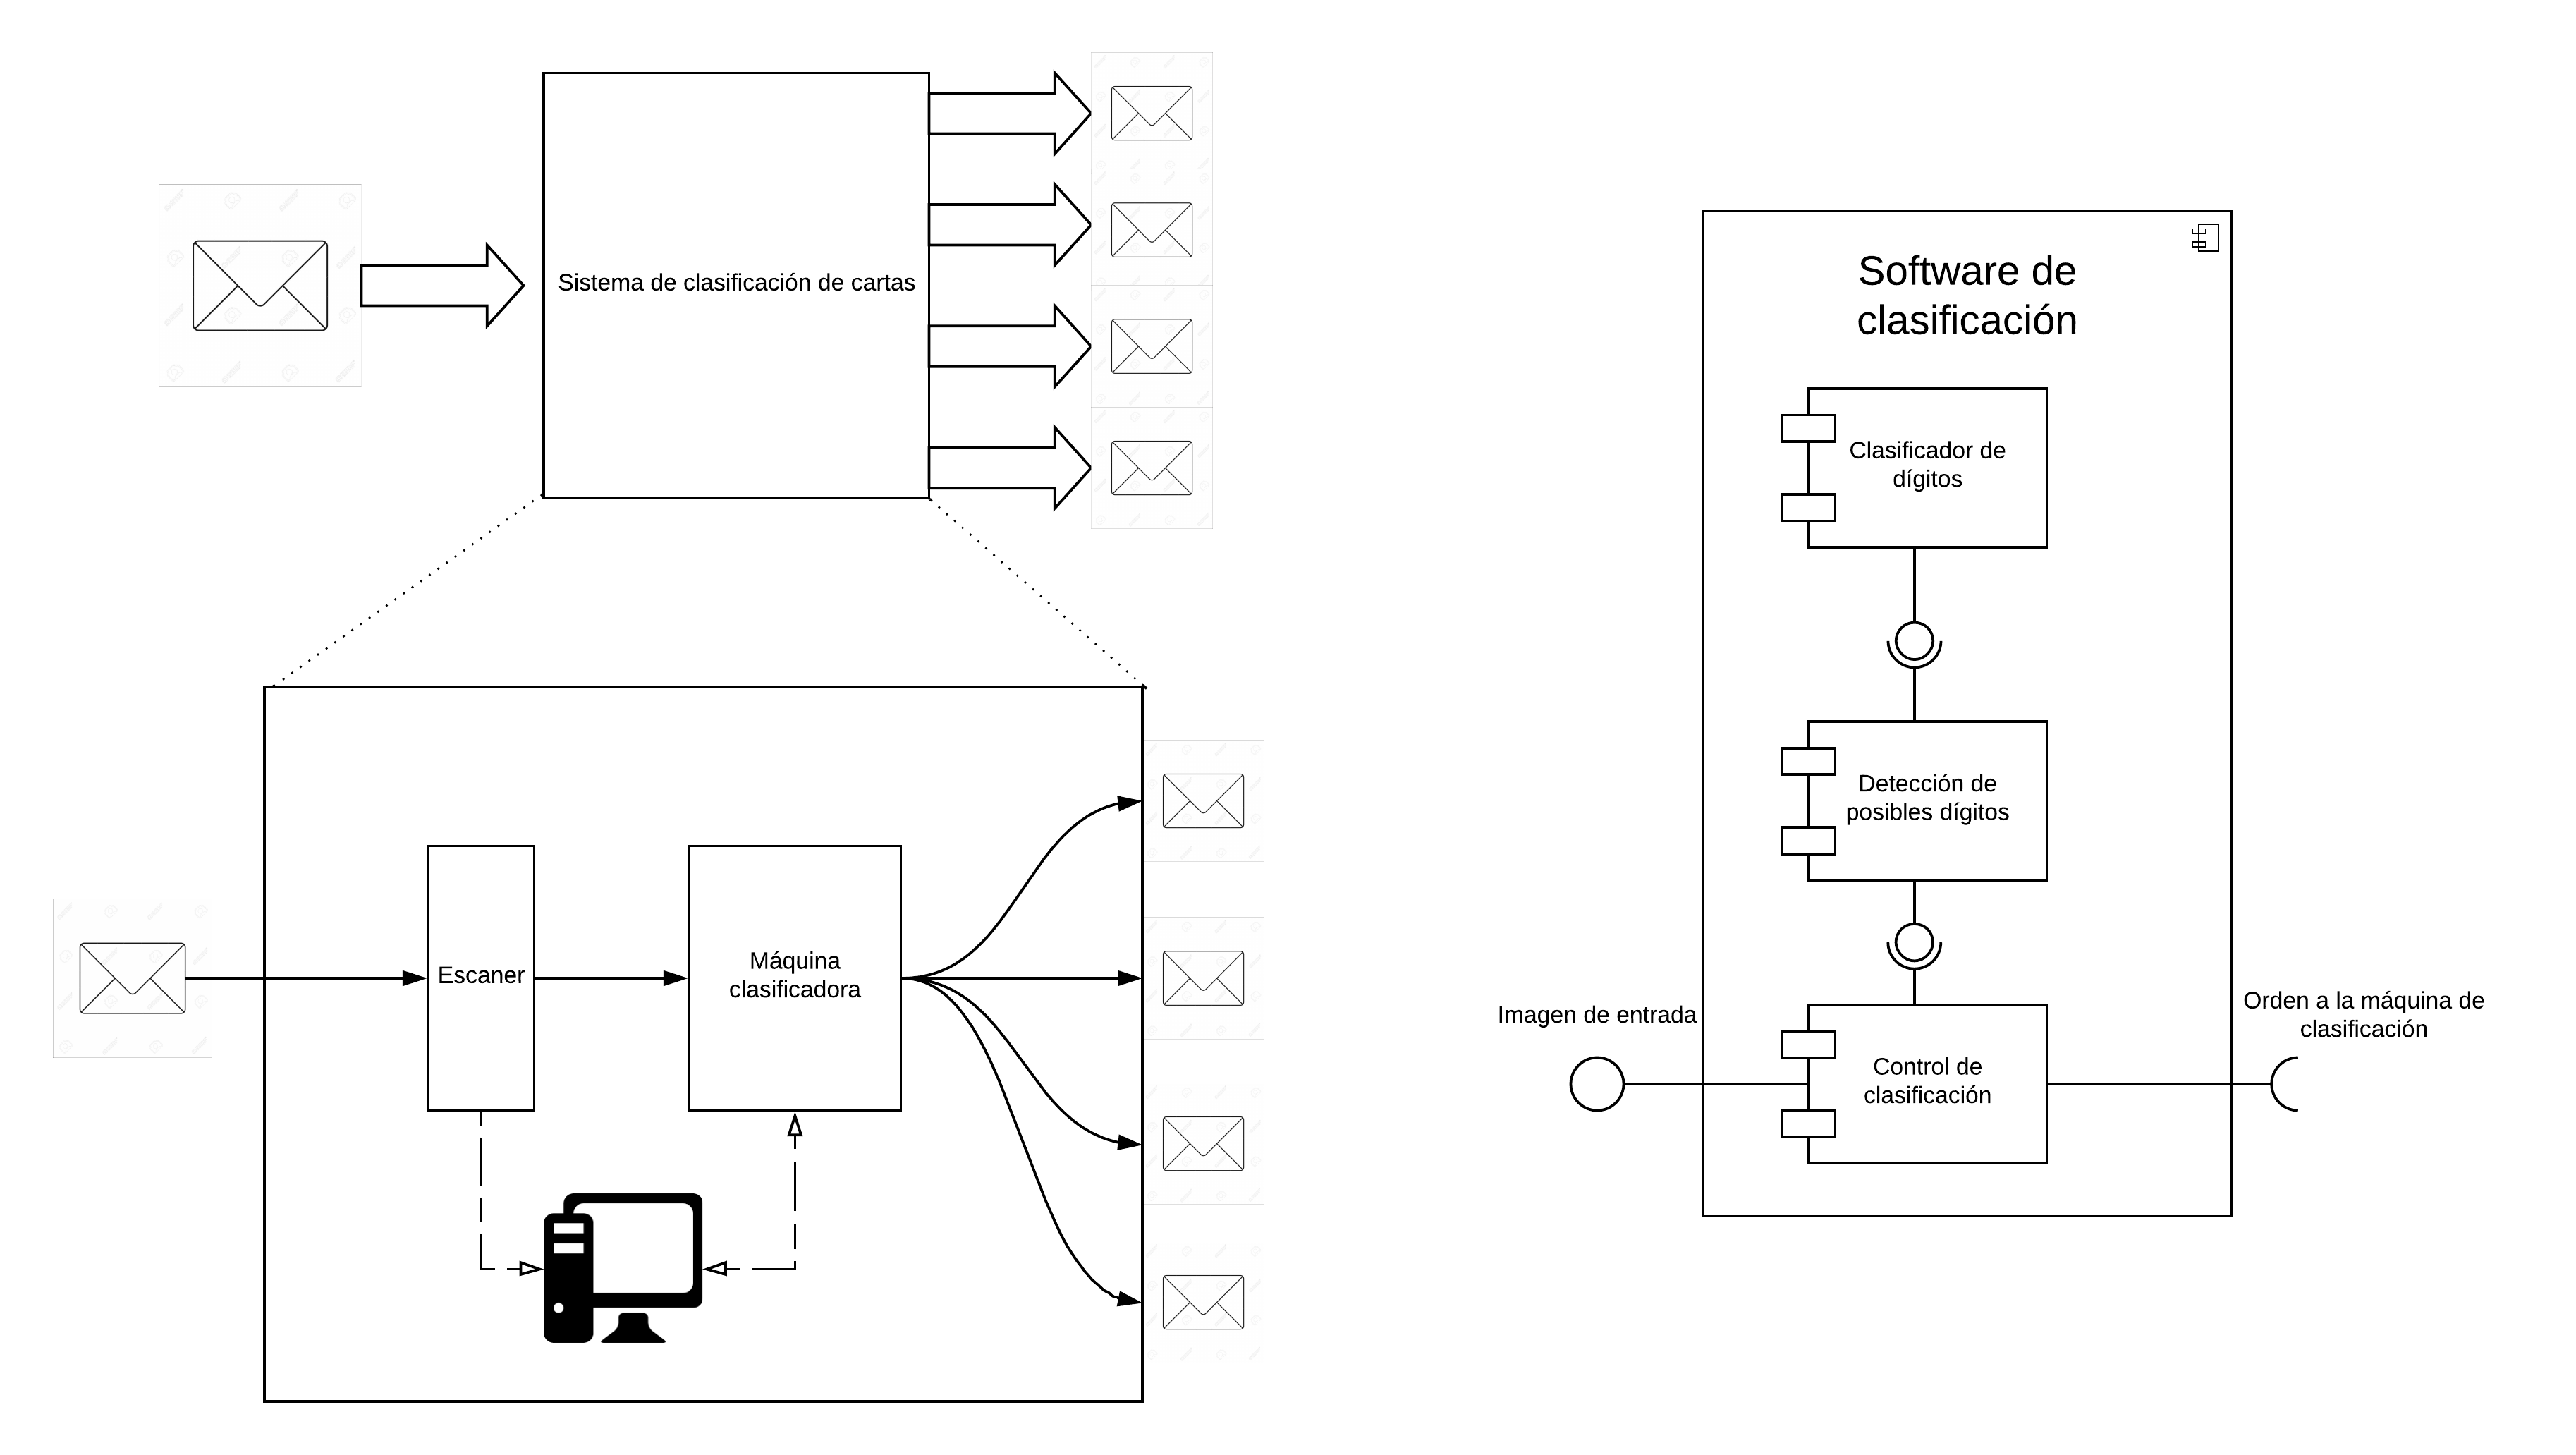 Sistema de clasificación de cartas
Escaner
Máquina
clasificadora
Software de
clasificación
Clasificador de
dígitos
Detección de
posibles dígitos
Imagen de entrada
Control de
clasificación
Orden a la máquina de
clasificación